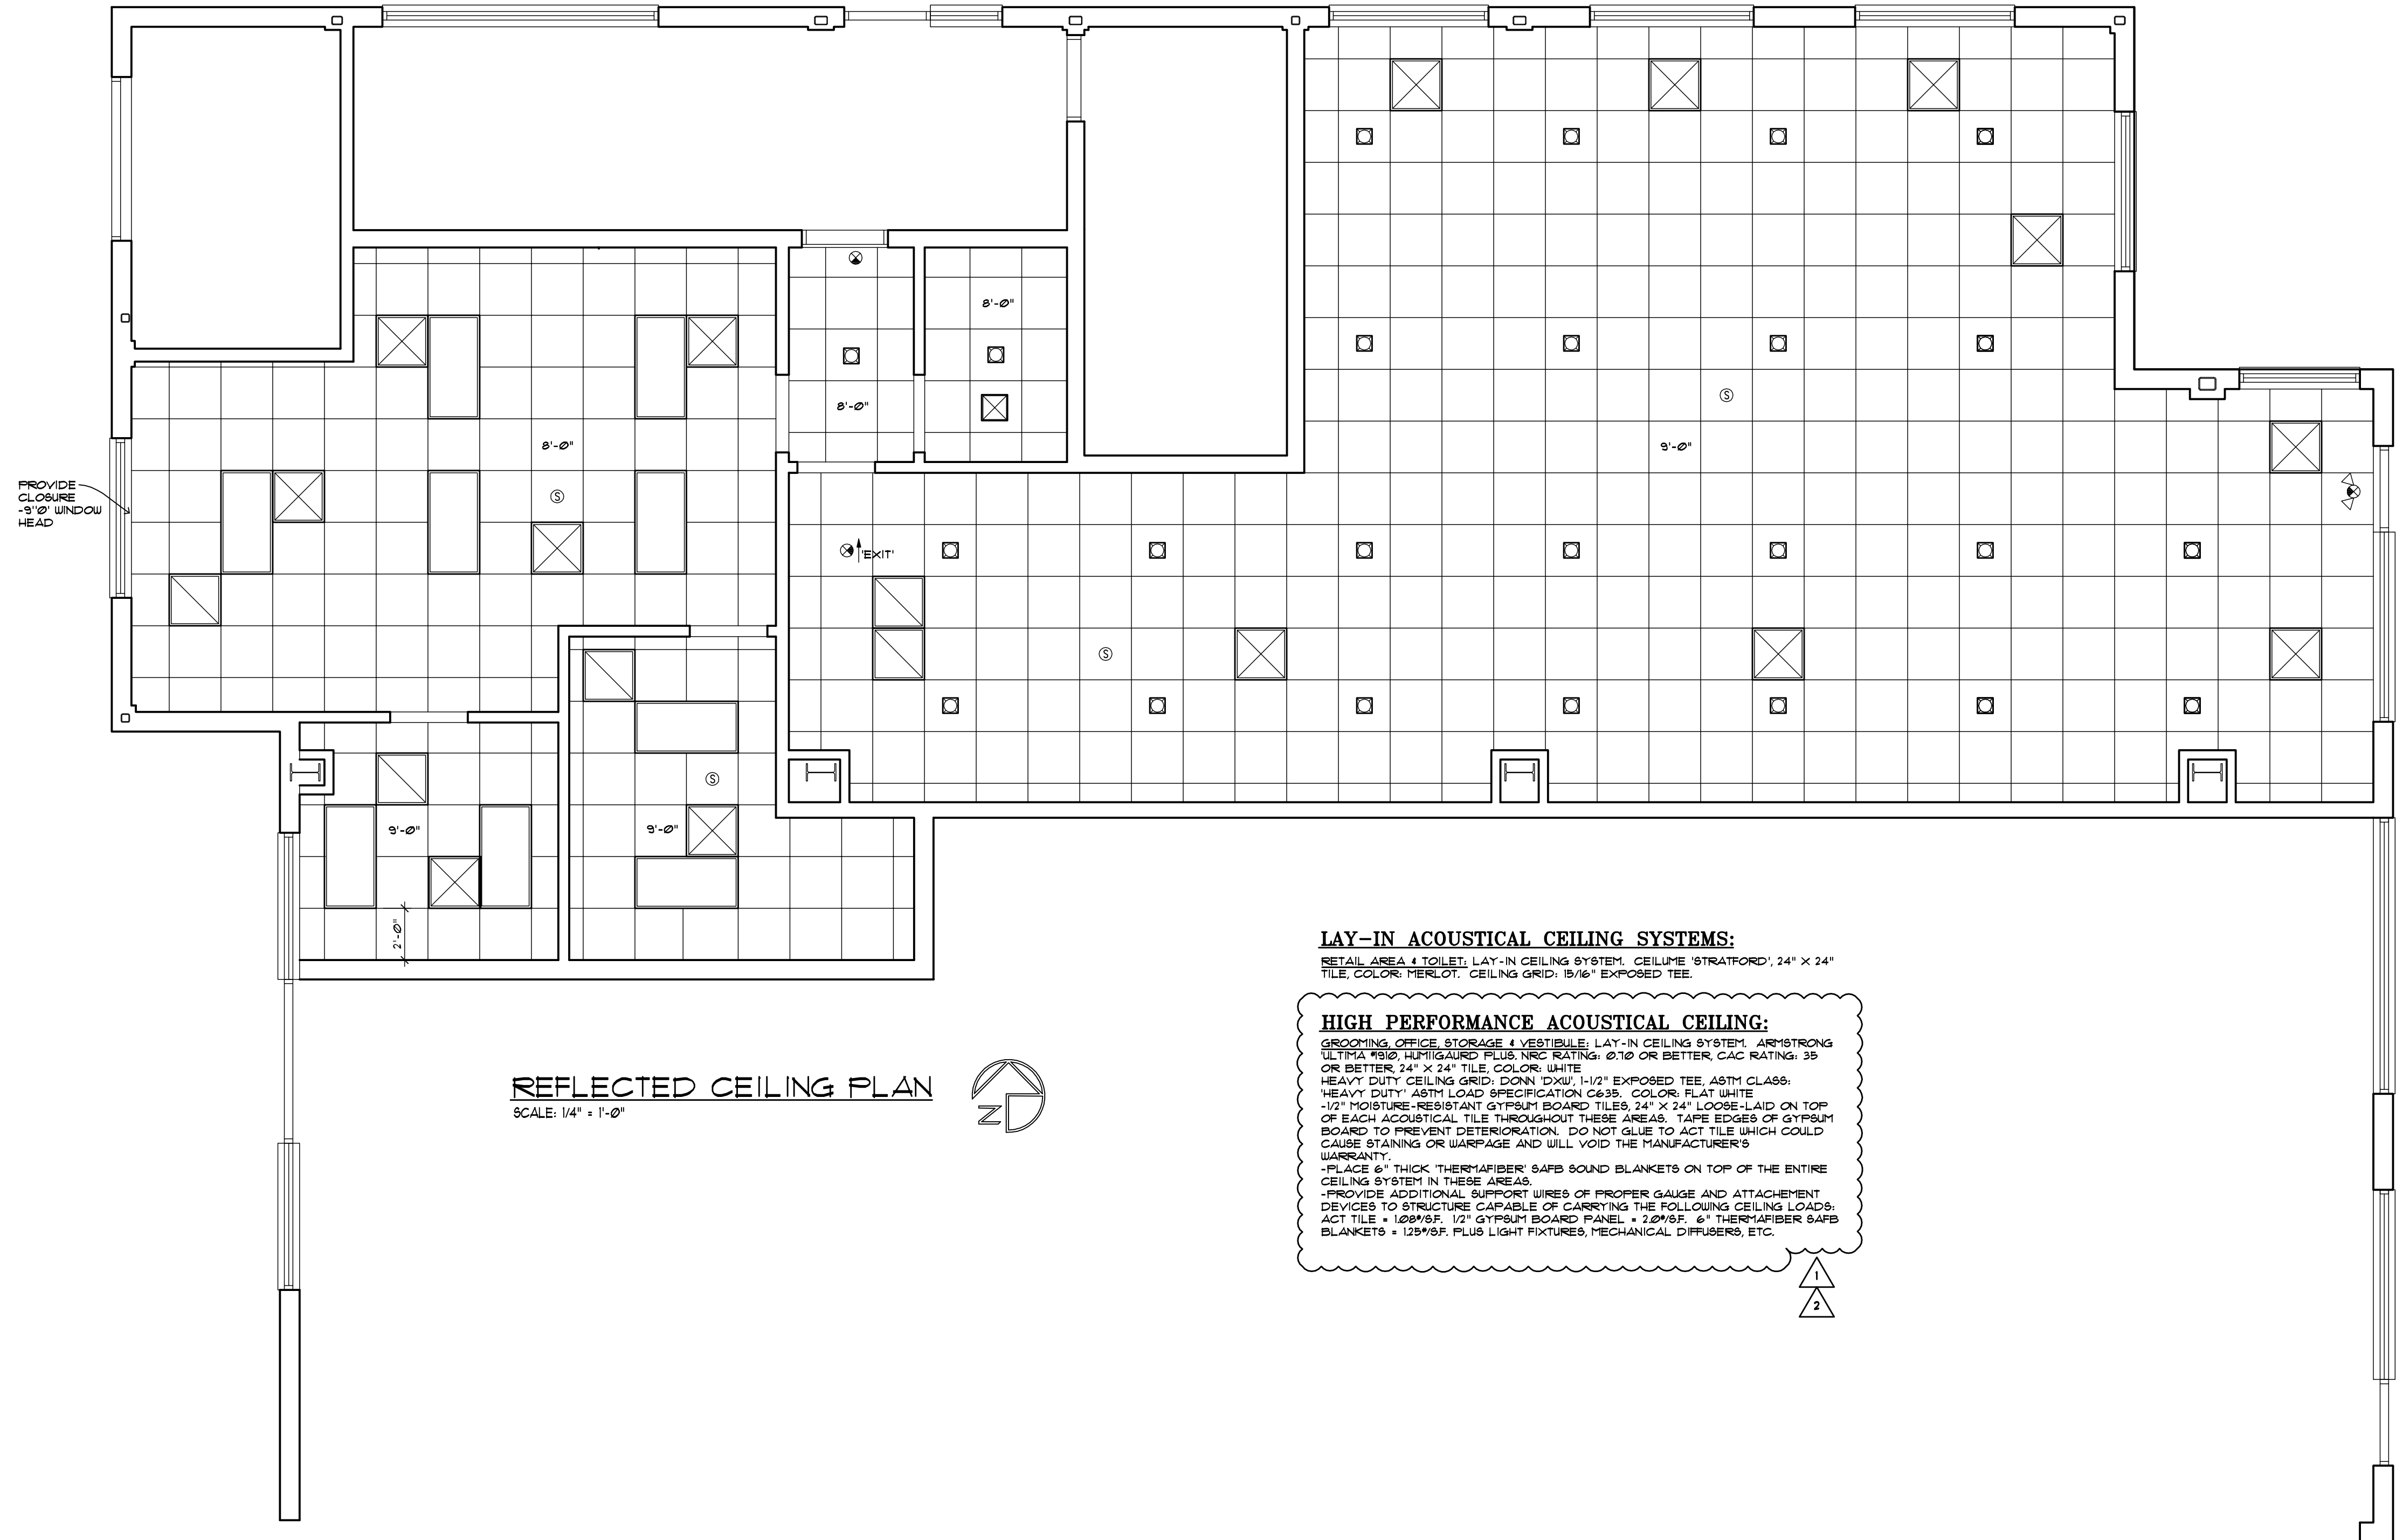 8'-0"
8'-0"
8'-0"
9'-0"
S
S
PROVIDE
CLOSURE
-9''0' WINDOW
HEAD
'EXIT'
S
S
9'-0"
9'-0"
2'-0"
LAY-IN ACOUSTICAL CEILING SYSTEMS:
RETAIL AREA & TOILET: LAY-IN CEILING SYSTEM. CEILUME 'STRATFORD', 24" X 24"
TILE, COLOR: MERLOT. CEILING GRID: 15/16" EXPOSED TEE.
HIGH PERFORMANCE ACOUSTICAL CEILING:
GROOMING, OFFICE, STORAGE & VESTIBULE: LAY-IN CEILING SYSTEM. ARMSTRONG
'ULTIMA #1910, HUMIIGAURD PLUS. NRC RATING: 0.70 OR BETTER, CAC RATING: 35
OR BETTER, 24" X 24" TILE, COLOR: WHITE
HEAVY DUTY CEILING GRID: DONN 'DXW', 1-1/2" EXPOSED TEE, ASTM CLASS:
'HEAVY DUTY' ASTM LOAD SPECIFICATION C635. COLOR: FLAT WHITE
-1/2" MOISTURE-RESISTANT GYPSUM BOARD TILES, 24" X 24" LOOSE-LAID ON TOP
OF EACH ACOUSTICAL TILE THROUGHOUT THESE AREAS. TAPE EDGES OF GYPSUM
BOARD TO PREVENT DETERIORATION. DO NOT GLUE TO ACT TILE WHICH COULD
CAUSE STAINING OR WARPAGE AND WILL VOID THE MANUFACTURER'S
WARRANTY.
-PLACE 6" THICK 'THERMAFIBER' SAFB SOUND BLANKETS ON TOP OF THE ENTIRE
CEILING SYSTEM IN THESE AREAS.
-PROVIDE ADDITIONAL SUPPORT WIRES OF PROPER GAUGE AND ATTACHEMENT
DEVICES TO STRUCTURE CAPABLE OF CARRYING THE FOLLOWING CEILING LOADS:
ACT TILE = 1.08#/S.F. 1/2" GYPSUM BOARD PANEL = 2.0#/S.F. 6" THERMAFIBER SAFB
BLANKETS = 1.25#/S.F. PLUS LIGHT FIXTURES, MECHANICAL DIFFUSERS, ETC.
1
2
REFLECTED CEILING PLAN
SCALE: 1/4" = 1'-0"
N